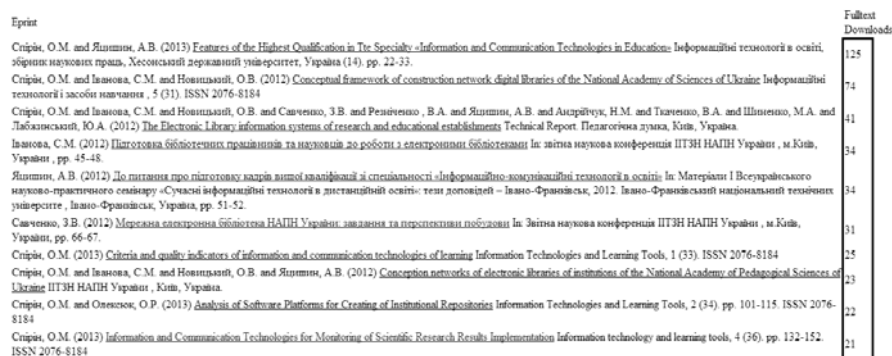 Eprint
Fulltext
Downloads
Спірін, О.М. and Яцишин, А.В. (2013) Features of the Highest Qualification in Tte Specialty «Information and Communication Technologies in Education» Інформаційні технології в освіті,
збірник наукових праць, Хесонський державний університет, Україна (14). pp. 22-33.
125
Спірін, О.М. and Іванова, С.М. and Новицький, О.В. (2012) Conceptual framework of construction network digital libraries of the National Academy of Sciences of Ukraine Інформаційні
технології і засоби навчання , 5 (31). ISSN 2076-8184
74
Спірін, О.М. and Іванова, С.М. and Новицький, О.В. and Савченко, З.В. and Резніченко , В.А. and Яцишин, А.В. and Андрійчук, Н.М. and Ткаченко, В.А. and Шиненко, М.А. and
Лабжинський, Ю.А. (2012) The Electronic Library information systems of research and educational establishments Technical Report. Педагогічна думка, Київ, Україна.
41
Іванова, С.М. (2012) Підготовка бібліотечних працівників та науковців до роботи з електронними бібліотеками In: звітна наукова конференція ІІТЗН НАПН України , м.Київ,
Україна , pp. 45-48.
34
Яцишин, А.В. (2012) До питання про підготовку кадрів вищої кваліфікації зі спеціальності «Інформаційно-комунікаційні технології в освіті» In: Матеріали І Всеукраїнського
науково-практичного семінару «Сучасні інформаційні технології в дистанційній освіті»: тези доповідей – Івано-Франківськ, 2012. Івано-Франківський національний технічних
університе , Івано-Франківськ, Україна, pp. 51-52.
34
Савченко, З.В. (2012) Мережна електронна бібліотека НАПН України: завдання та перспективи побудови In: Звітна наукова конференція ІІТЗН НАПН України , м.Київ,
Україна, pp. 66-67.
31
Спірін, О.М. (2013) Criteria and quality indicators of information and communication technologies of learning Information Technologies and Learning Tools, 1 (33). ISSN 2076-8184
25
Спірін, О.М. and Іванова, С.М. and Новицький, О.В. and Яцишин, А.В. (2012) Conception networks of electronic libraries of institutions of the National Academy of Pedagogical Sciences of
Ukraine ІІТЗН НАПН України , Київ, Україна.
23
Спірін, О.М. and Олексюк, О.Р. (2013) Analysis of Software Platforms for Creating of Institutional Repositories Information Technologies and Learning Tools, 2 (34). pp. 101-115. ISSN 2076-
8184
22
Спірін, О.М. (2013) Information and Communication Technologies for Monitoring of Scientific Research Results Implementation Information technology and learning tools, 4 (36). pp. 132-152.
ISSN 2076-8184
21